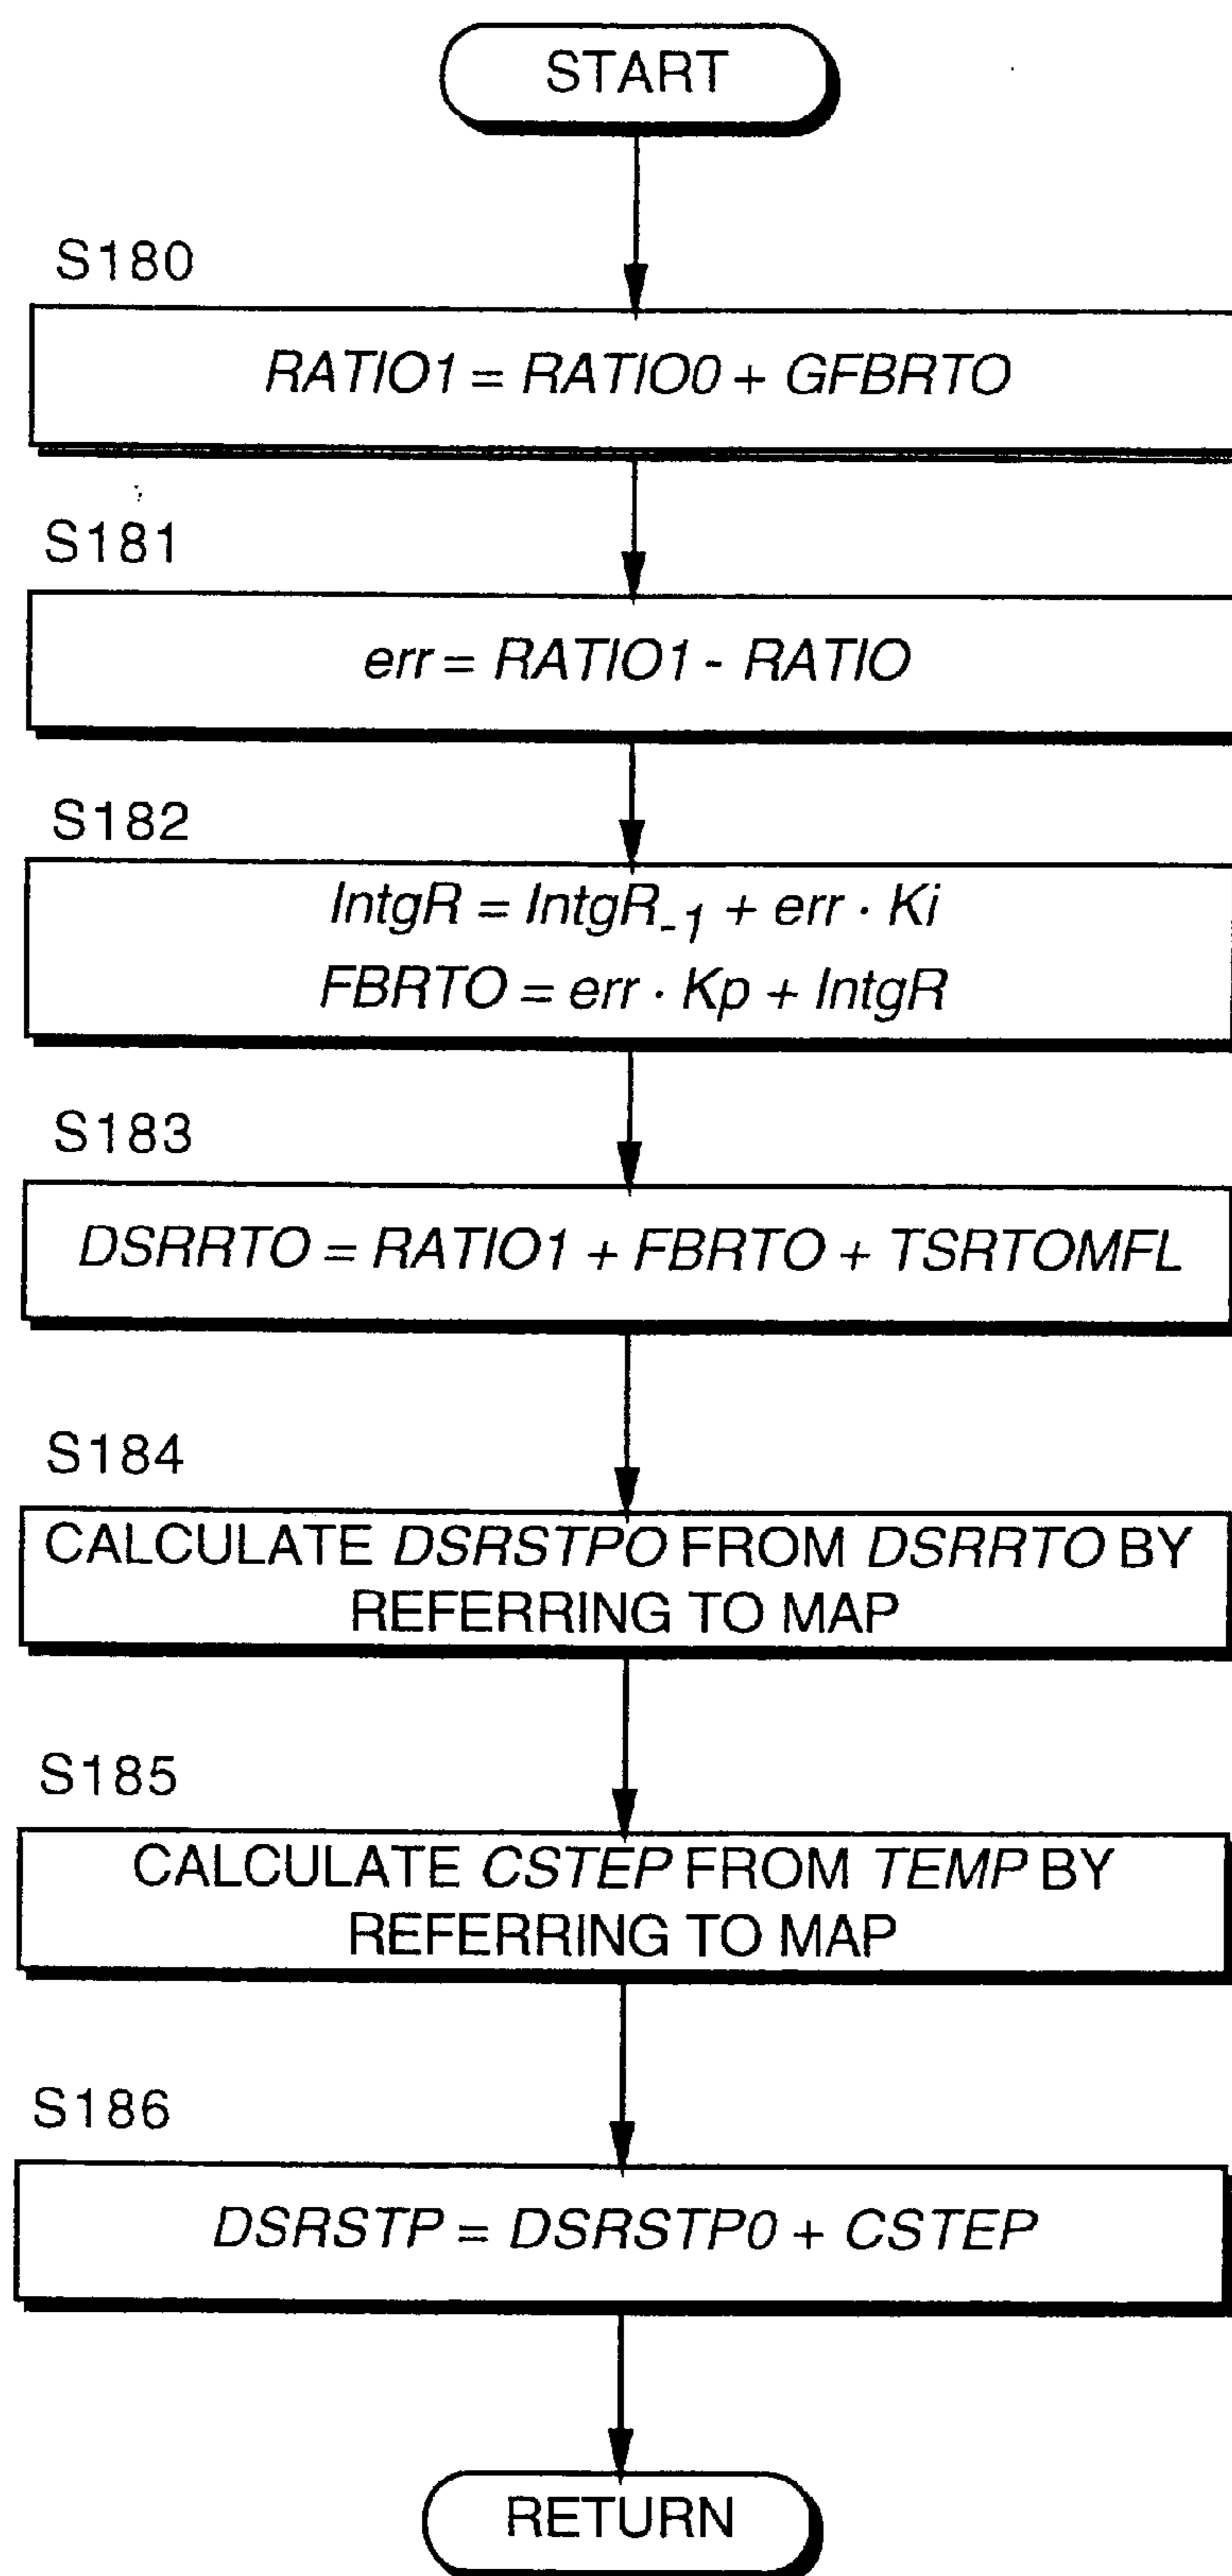 START
S180
RATIO1 = RATIO0 + GFBRTO
S181
err = RATIO1 - RATIO
S182
IntgR = IntgR-1 + err · Ki
FBRTO = err · Kp + IntgR
S183
DSRRTO = RATIO1 + FBRTO + TSRTOMFL
S184
CALCULATE DSRSTPO FROM DSRRTO BY
REFERRING TO MAP
S185
CALCULATE CSTEP FROM TEMP BY
REFERRING TO MAP
S186
DSRSTP = DSRSTP0 + CSTEP
RETURN